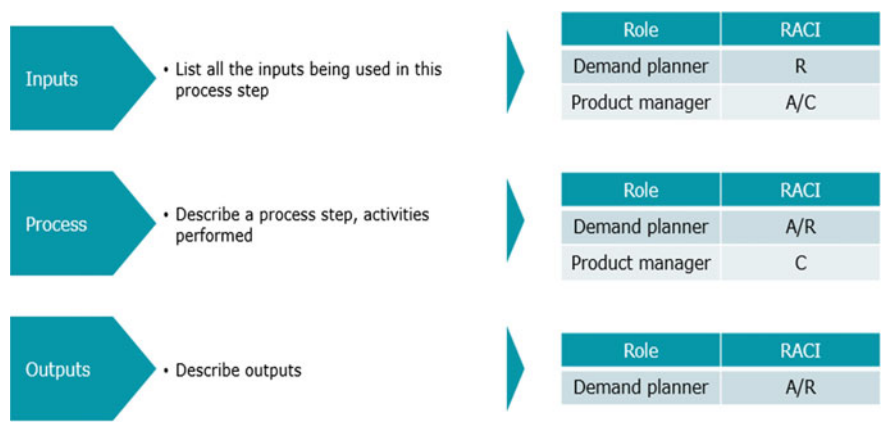 Inputs
• List all the inputs being used in this
process step
Role RACI
Demand planner R
Product manager A/C
Process
• Describe a process step, activities
performed
Role RACI
Demand planner A/R
Product manager C
Outputs
• Describe outputs
Role RACI
Demand planner A/R